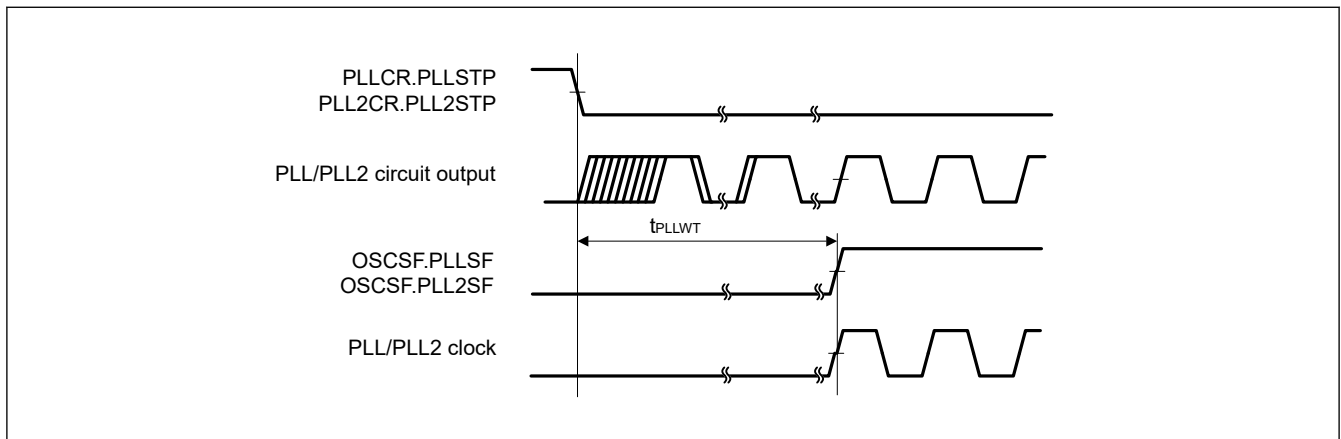 PLLCR.PLLSTP
PLL2CR.PLL2STP
PLL/PLL2 circuit output
tPLLWT
OSCSF.PLLSF
OSCSF.PLL2SF
PLL/PLL2 clock